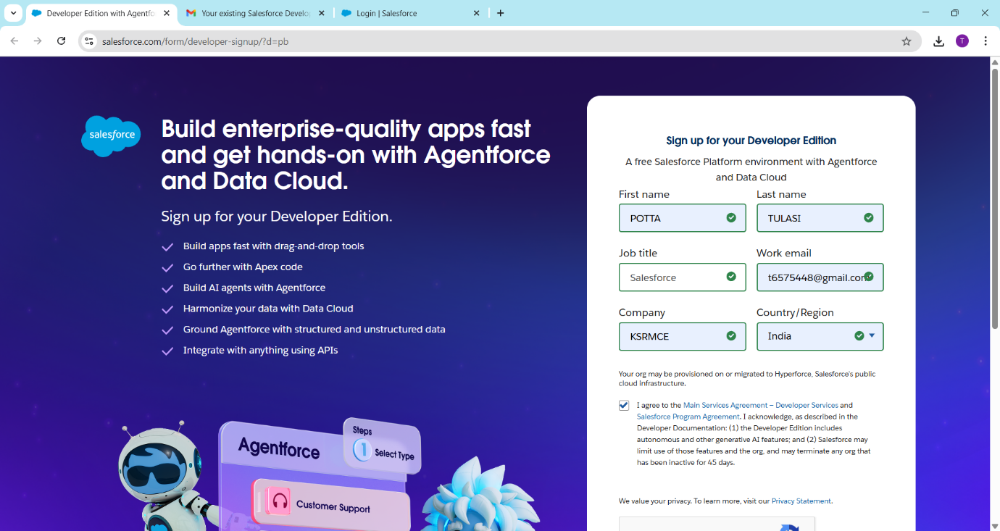 Developer Edition with Agentfo
Your existing Salesforce Develo
Login | Salesforce
salesforce.com/form/developer-signup/?d=pb
T
salesforce
Build enterprise-quality apps fast
and get hands-on with Agentforce
and Data Cloud.
Sign up for your Developer Edition.
Build apps fast with drag-and-drop tools
Go further with Apex code
Build AI agents with Agentforce
Harmonize your data with Data Cloud
Ground Agentforce with structured and unstructured data
Integrate with anything using APIs
Agentforce
Steps
1 Select Type
Customer Support
Sign up for your Developer Edition
A free Salesforce Platform environment with Agentforce
and Data Cloud
First name Last name
POTTA TULASI
Job title Work email
Salesforce t6575448@gmail.com
Company Country/Region
KSRMCE India
Your org may be provisioned on or migrated to Hyperforce, Salesforce's public
cloud infrastructure.
I agree to the Main Services Agreement – Developer Services and
Salesforce Program Agreement. I acknowledge, as described in the
Developer Documentation: (1) the Developer Edition includes
autonomous and other generative AI features; and (2) Salesforce may
limit use of those features and the org, and may terminate any org that
has been inactive for 45 days.
We value your privacy. To learn more, visit our Privacy Statement.